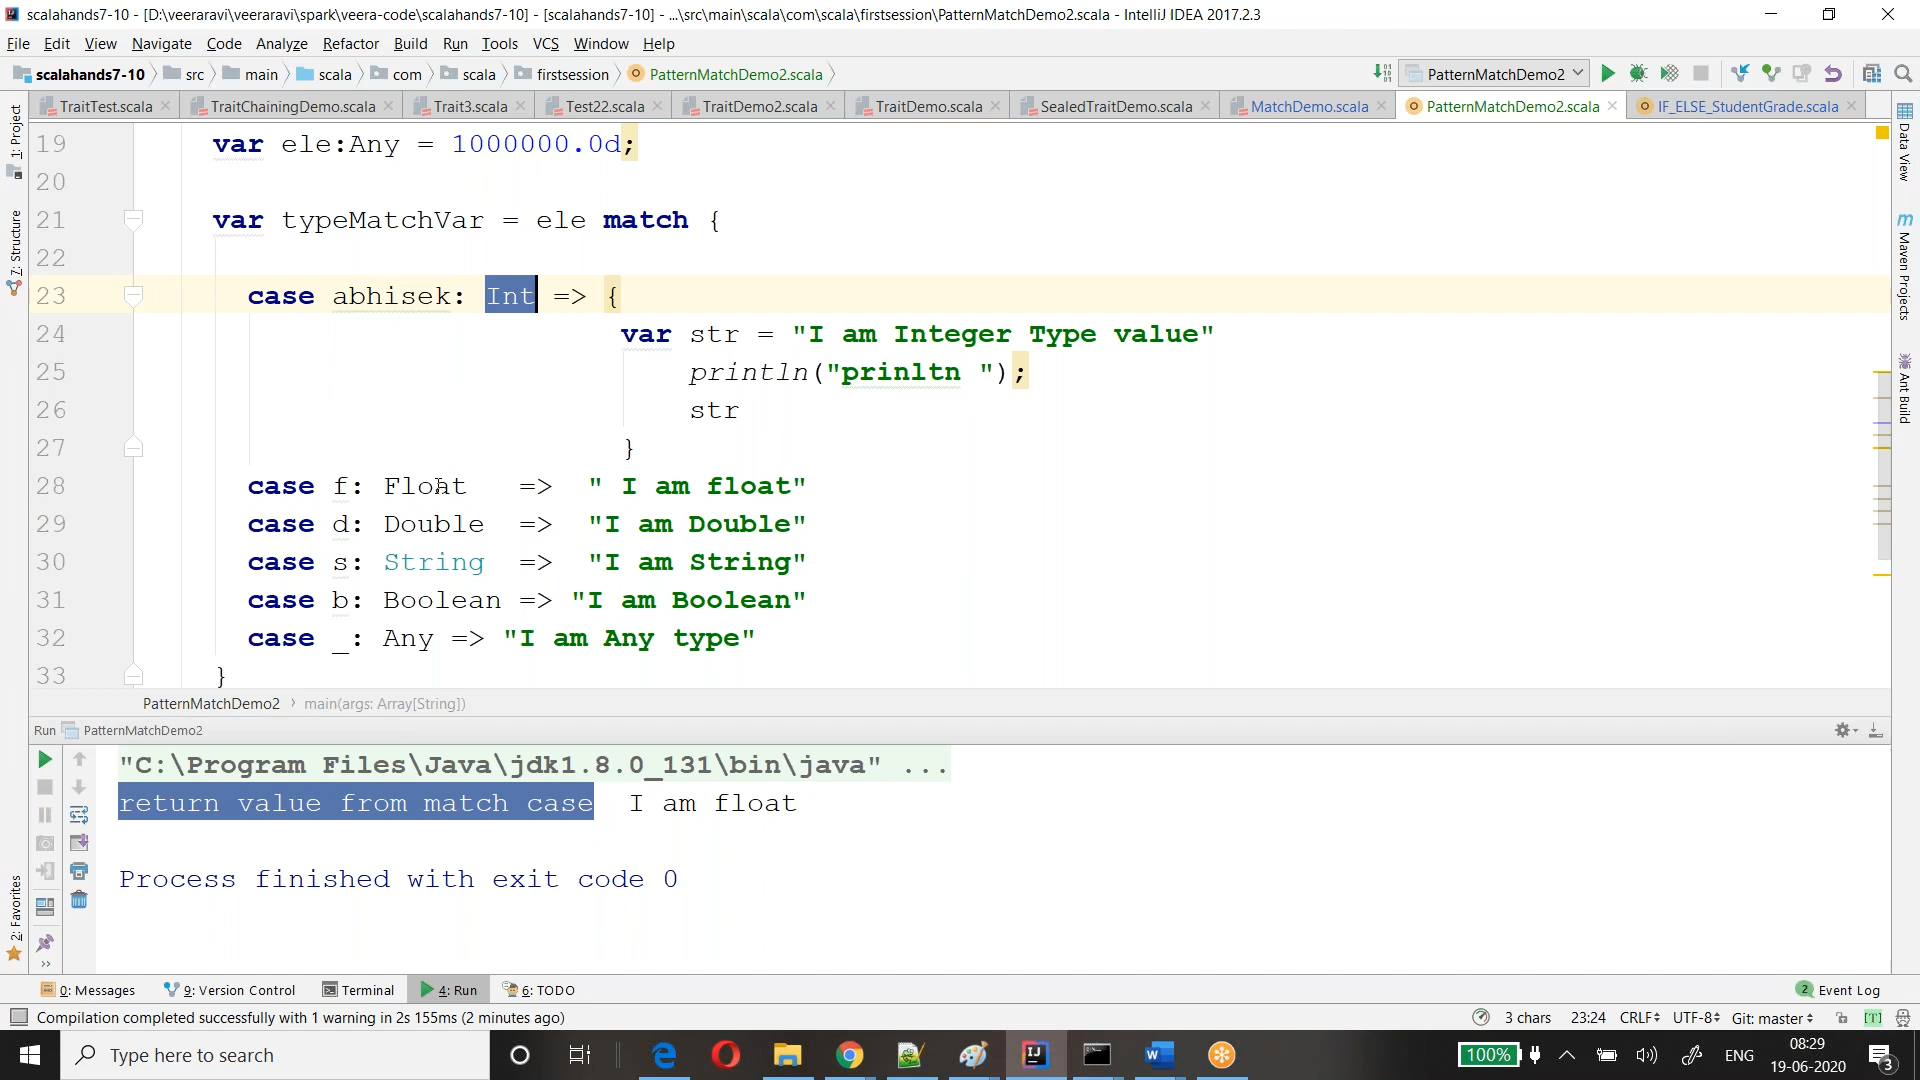 scalahands7-10 - [D:\veeraravi\veeraravi\spark\veera-code\scalahands7-10] - [scalahands7-10] - ...\src\main\scala\com\scala\firstsession\PatternMatchDemo2.scala - IntelliJ IDEA 2017.2.3
File Edit View Navigate Code Analyze Refactor Build Run Tools VCS Window Help
scalahands7-10 src main scala com scala firstsession PatternMatchDemo2.scala PatternMatchDemo2
TraitTest.scala TraitChainingDemo.scala Trait3.scala Test22.scala TraitDemo2.scala TraitDemo.scala SealedTraitDemo.scala MatchDemo.scala PatternMatchDemo2.scala IF_ELSE_StudentGrade.scala
1: Project
7: Structure
2: Favorites
Data View
Maven Projects
Ant Build
19 var ele:Any = 1000000.0d;
20
21 var typeMatchVar = ele match {
22
23 case abhisek: Int => {
24 var str = "I am Integer Type value"
25 println("prinltn ");
26 str
27 }
28 case f: Float => " I am float"
29 case d: Double => "I am Double"
30 case s: String => "I am String"
31 case b: Boolean => "I am Boolean"
32 case _: Any => "I am Any type"
33 }
PatternMatchDemo2 main(args: Array[String])
Run PatternMatchDemo2
"C:\Program Files\Java\jdk1.8.0_131\bin\java" ...
return value from match case I am float
Process finished with exit code 0
0: Messages 9: Version Control Terminal 4: Run 6: TODO 2 Event Log
Compilation completed successfully with 1 warning in 2s 155ms (2 minutes ago) 3 chars 23:24 CRLF UTF-8 Git: master [T]
Type here to search 100% ENG 08:29
19-06-2020 3